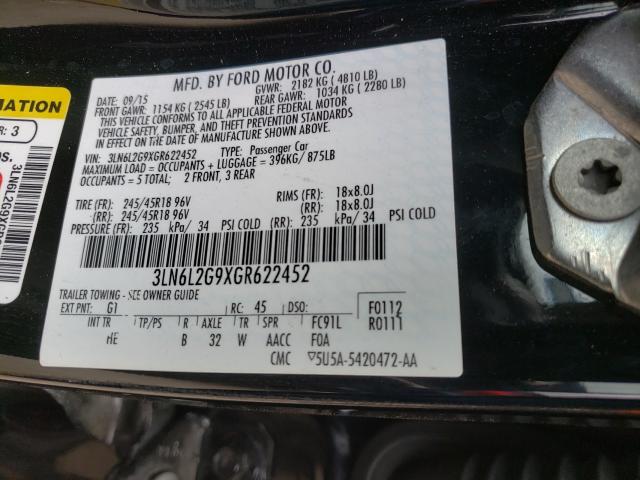 MFD. BY FORD MOTOR CO.
DATE: 09/15 GVWR: 2182 KG ( 4810 LB)
FRONT GAWR: 1154 KG ( 2545 LB) REAR GAWR: 1034 KG ( 2280 LB)
THIS VEHICLE CONFORMS TO ALL APPLICABLE FEDERAL MOTOR
VEHICLE SAFETY, BUMPER, AND THEFT PREVENTION STANDARDS
IN EFFECT ON THE DATE OF MANUFACTURE SHOWN ABOVE.
VIN: 3LN6L2G9XGR622452 TYPE: Passenger Car
MAXIMUM LOAD = OCCUPANTS + LUGGAGE = 396KG/ 875LB
OCCUPANTS = 5 TOTAL; 2 FRONT, 3 REAR
TIRE (FR): 245/45R18 96V RIMS (FR): 18x8.0J
(RR): 245/45R18 96V (RR): 18x8.0J
PRESSURE (FR): 235 kPa/ 34 PSI COLD (RR): 235 kPa/ 34 PSI COLD
3LN6L2G9XGR622452
TRAILER TOWING - SEE OWNER GUIDE
EXT PNT: G1 RC: 45 DSO: F0112
INT TR TP/PS R AXLE TR SPR FC91L R0111
HE B 32 W AACC F0A
CMC 5U5A-5420472-AA
MATION
R: 3
OS.